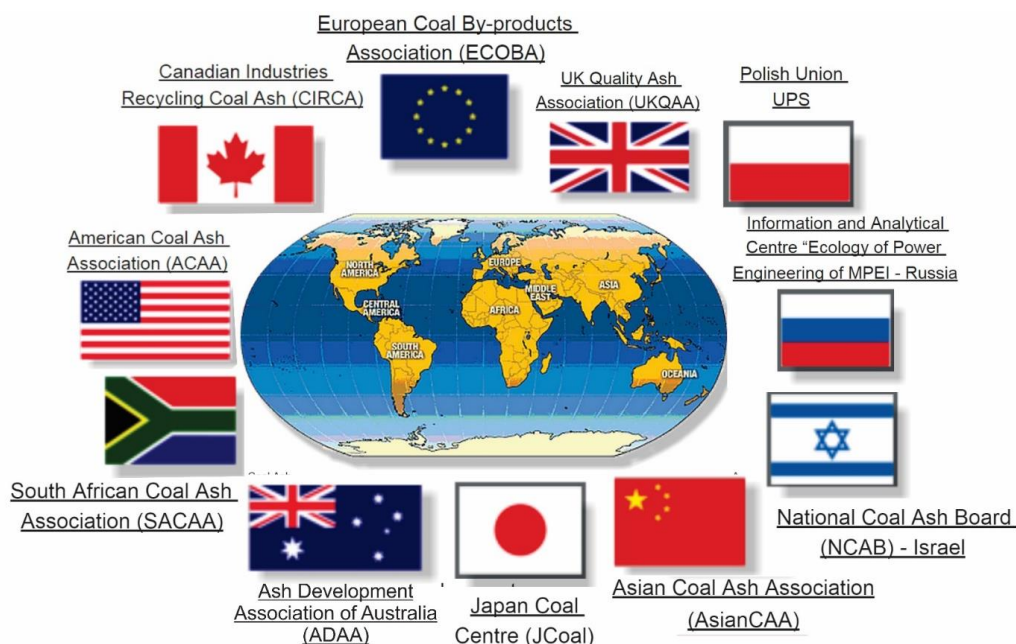 European Coal By-products
Association (ECOBA)
Canadian Industries
Recycling Coal Ash (CIRCA)
UK Quality Ash
Association (UKQAA)
Polish Union
UPS
American Coal Ash
Association (ACAA)
Information and Analytical
Centre “Ecology of Power
Engineering of MPEI - Russia
NORTH
AMERICA
EUROPE
ASIA
MIDDLE
EAST
CENTRAL
AMERICA
AFRICA
SOUTH
AMERICA
OCEANIA
South African Coal Ash
Association (SACAA)
National Coal Ash Board
(NCAB) - Israel
Ash Development
Association of Australia
(ADAA)
Japan Coal
Centre (JCoal)
Asian Coal Ash Association
(AsianCAA)